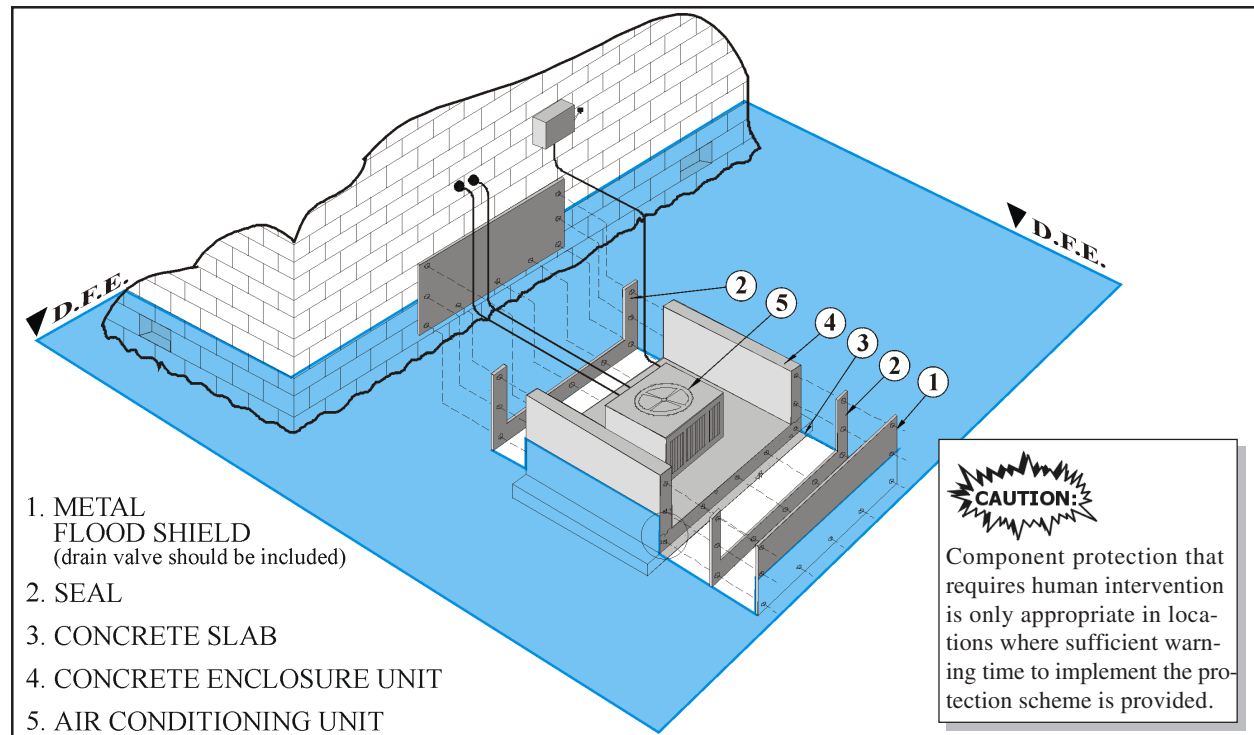 D.F.E.
D.F.E.
2
5
4
3
2
1
1. METAL
FLOOD SHIELD
(drain valve should be included)
2. SEAL
3. CONCRETE SLAB
4. CONCRETE ENCLOSURE UNIT
5. AIR CONDITIONING UNIT
CAUTION:
Component protection that
requires human intervention
is only appropriate in loca-
tions where sufficient warn-
ing time to implement the pro-
tection scheme is provided.